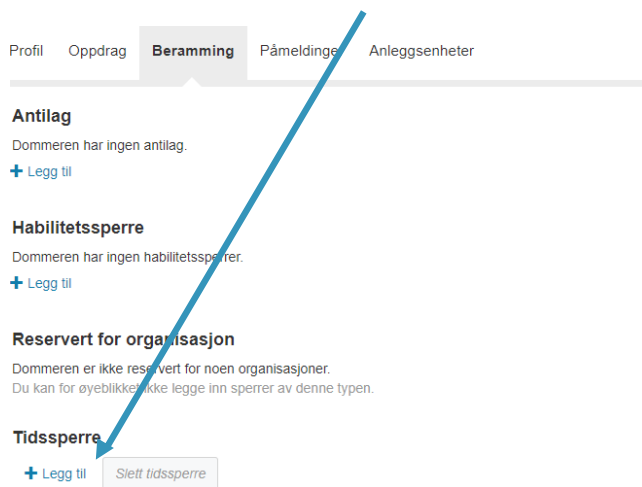 Profil Oppdrag Beramming Påmeldinger Anleggsenheter
Antilag
Dommeren har ingen antilag.
+ Legg til
Habilitetssperre
Dommeren har ingen habilitetssperrer.
+ Legg til
Reservert for organisasjon
Dommeren er ikke reservert for noen organisasjoner.
Du kan for øyeblikket ikke legge inn sperrer av denne typen.
Tidssperre
+ Legg til Slett tidssperre